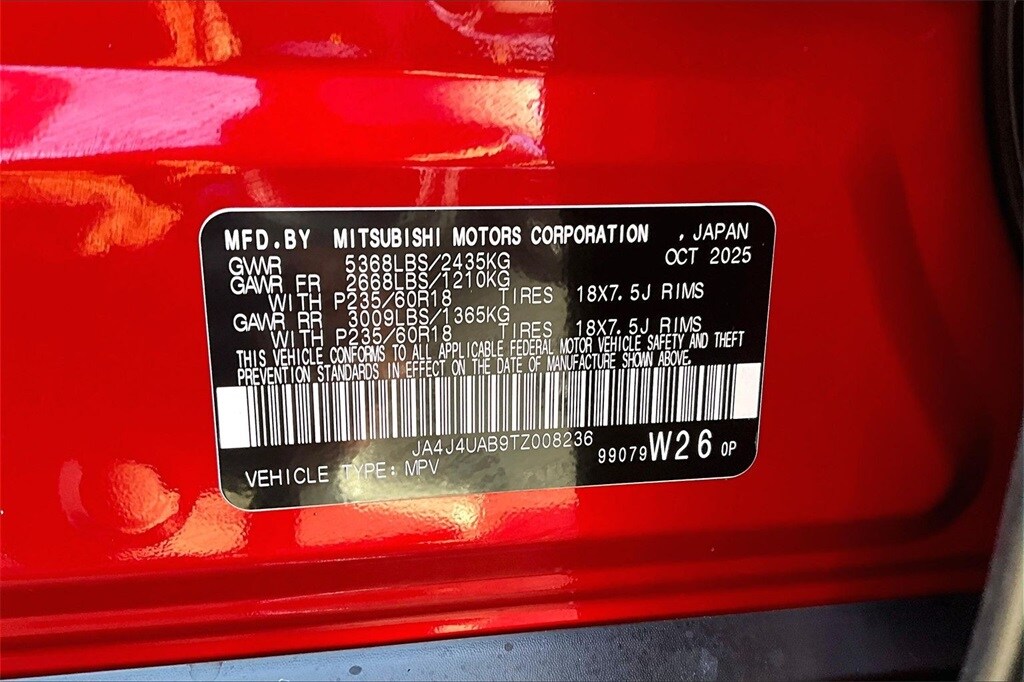 MFD.BY MITSUBISHI MOTORS CORPORATION , JAPAN
OCT 2025
GVWR 5368LBS/2435KG
GAWR FR 2668LBS/1210KG
WITH P235/60R18 TIRES 18X7.5J RIMS
GAWR RR 3009LBS/1365KG
WITH P235/60R18 TIRES 18X7.5J RIMS
THIS VEHICLE CONFORMS TO ALL APPLICABLE FEDERAL MOTOR VEHICLE SAFETY AND THEFT
PREVENTION STANDARDS IN EFFECT ON THE DATE OF MANUFACTURE SHOWN ABOVE.
JA4J4UAB9TZ008236
99079 W26 0P
VEHICLE TYPE: MPV